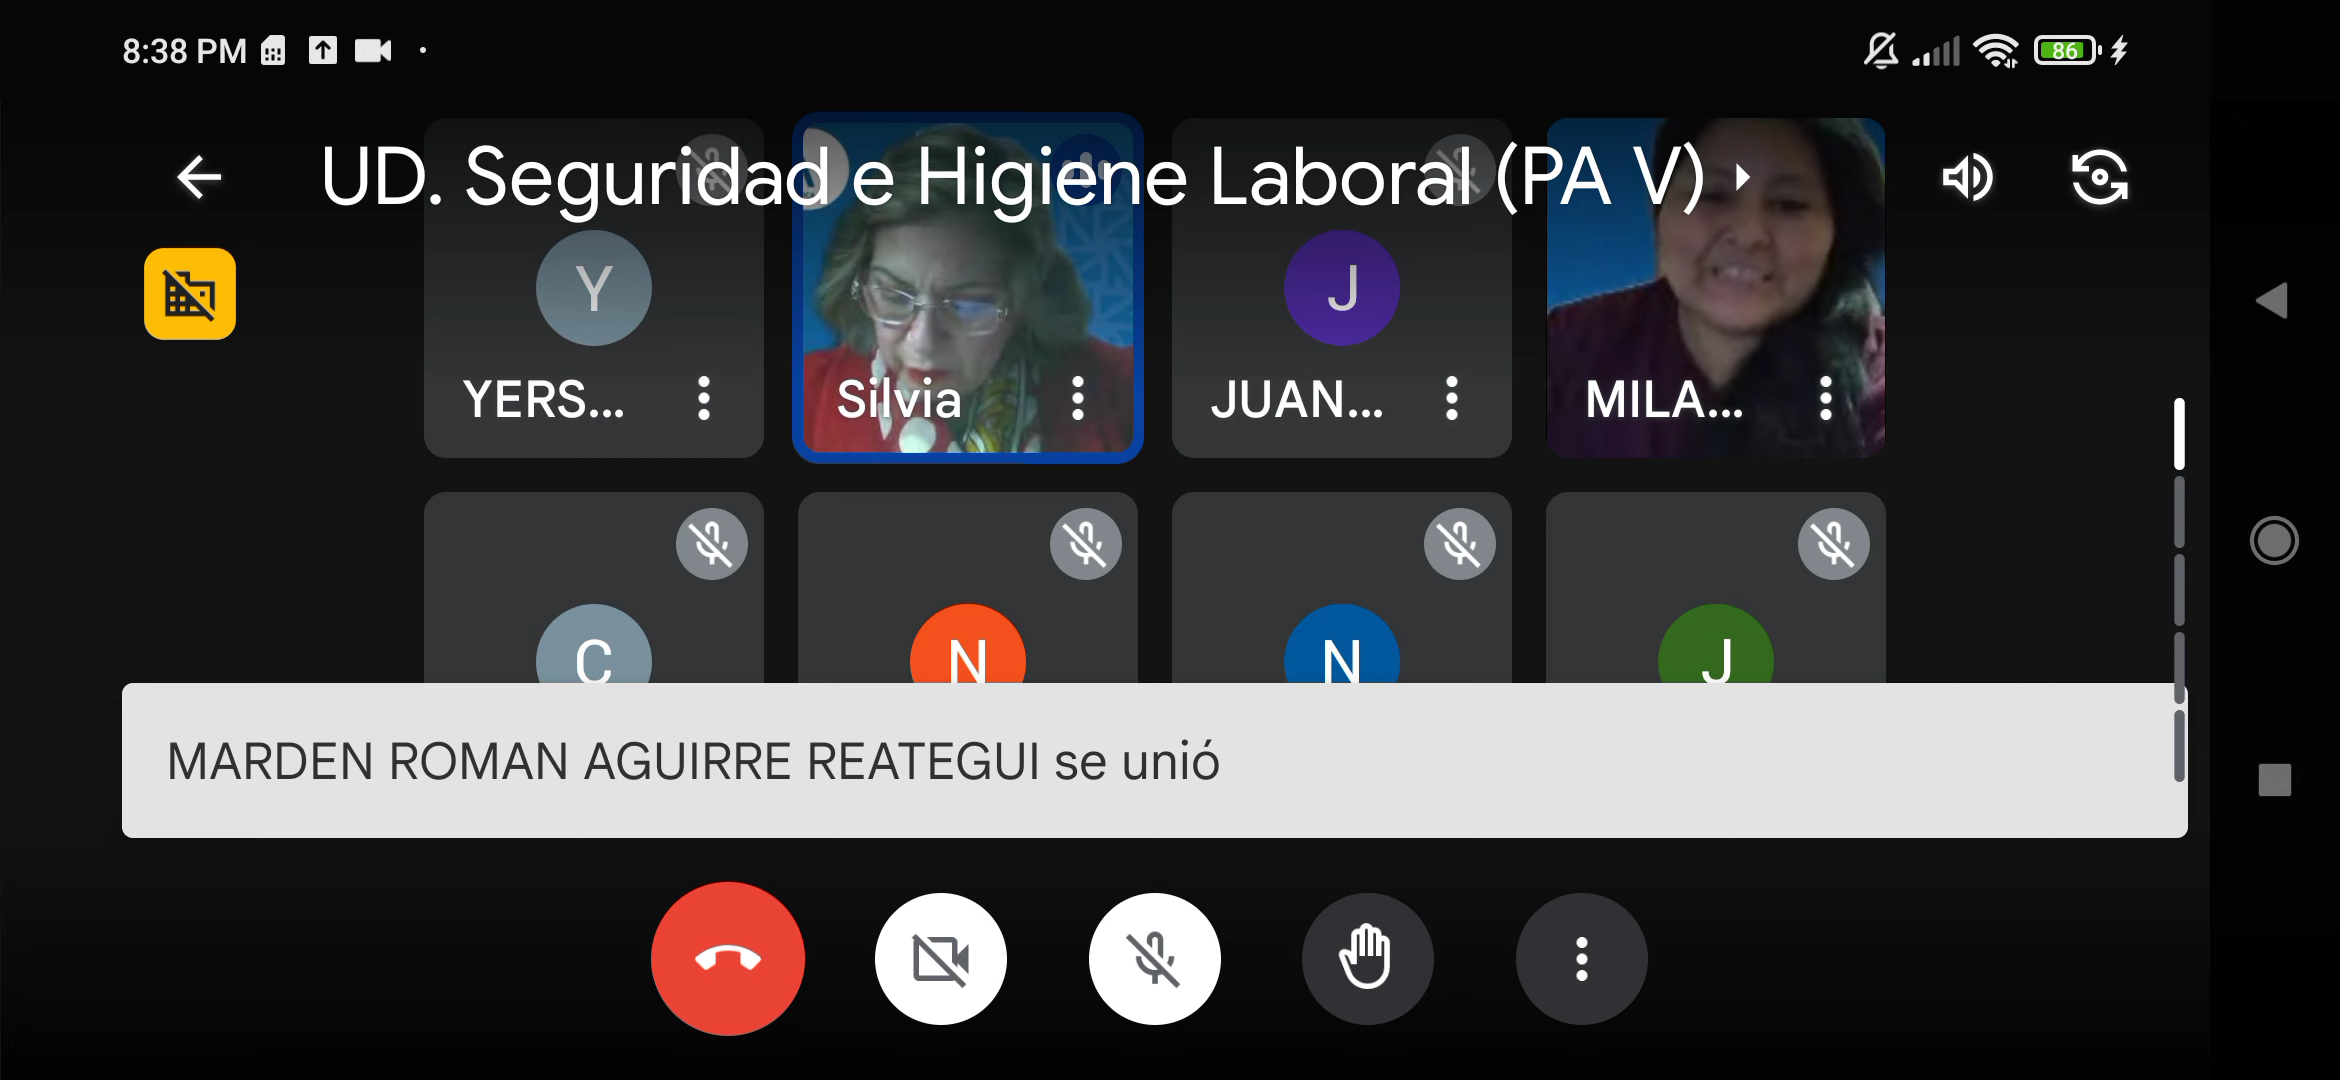 8:38 PM
86
UD. Seguridad e Higiene Laboral (PA V)
Y
J
YERS...
Silvia
JUAN...
MILA...
C
N
N
J
MARDEN ROMAN AGUIRRE REATEGUI se unió